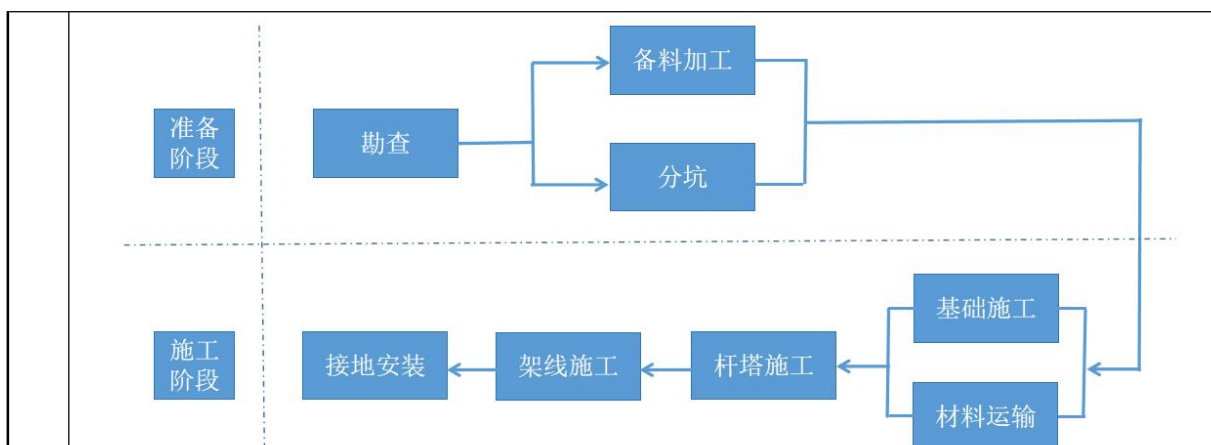 备料加工
准备
阶段
勘查
分坑
基础施工
施工
阶段
接地安装
架线施工
杆塔施工
材料运输